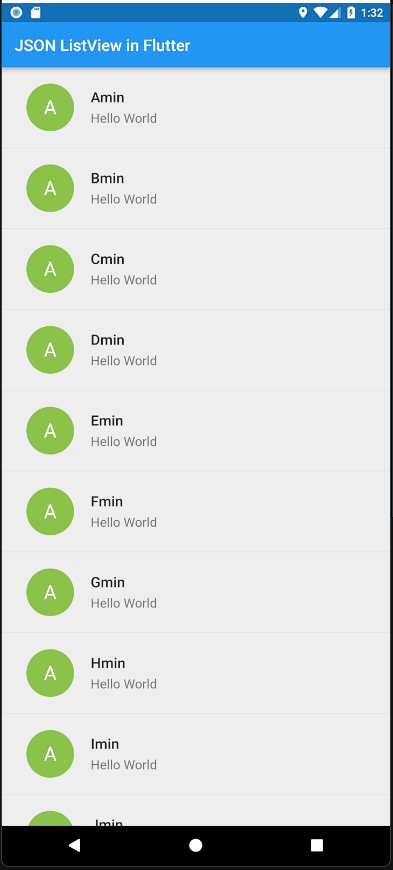 1:32
JSON ListView in Flutter
A
Amin
Hello World
A
Bmin
Hello World
A
Cmin
Hello World
A
Dmin
Hello World
A
Emin
Hello World
A
Fmin
Hello World
A
Gmin
Hello World
A
Hmin
Hello World
A
Imin
Hello World
Jmin